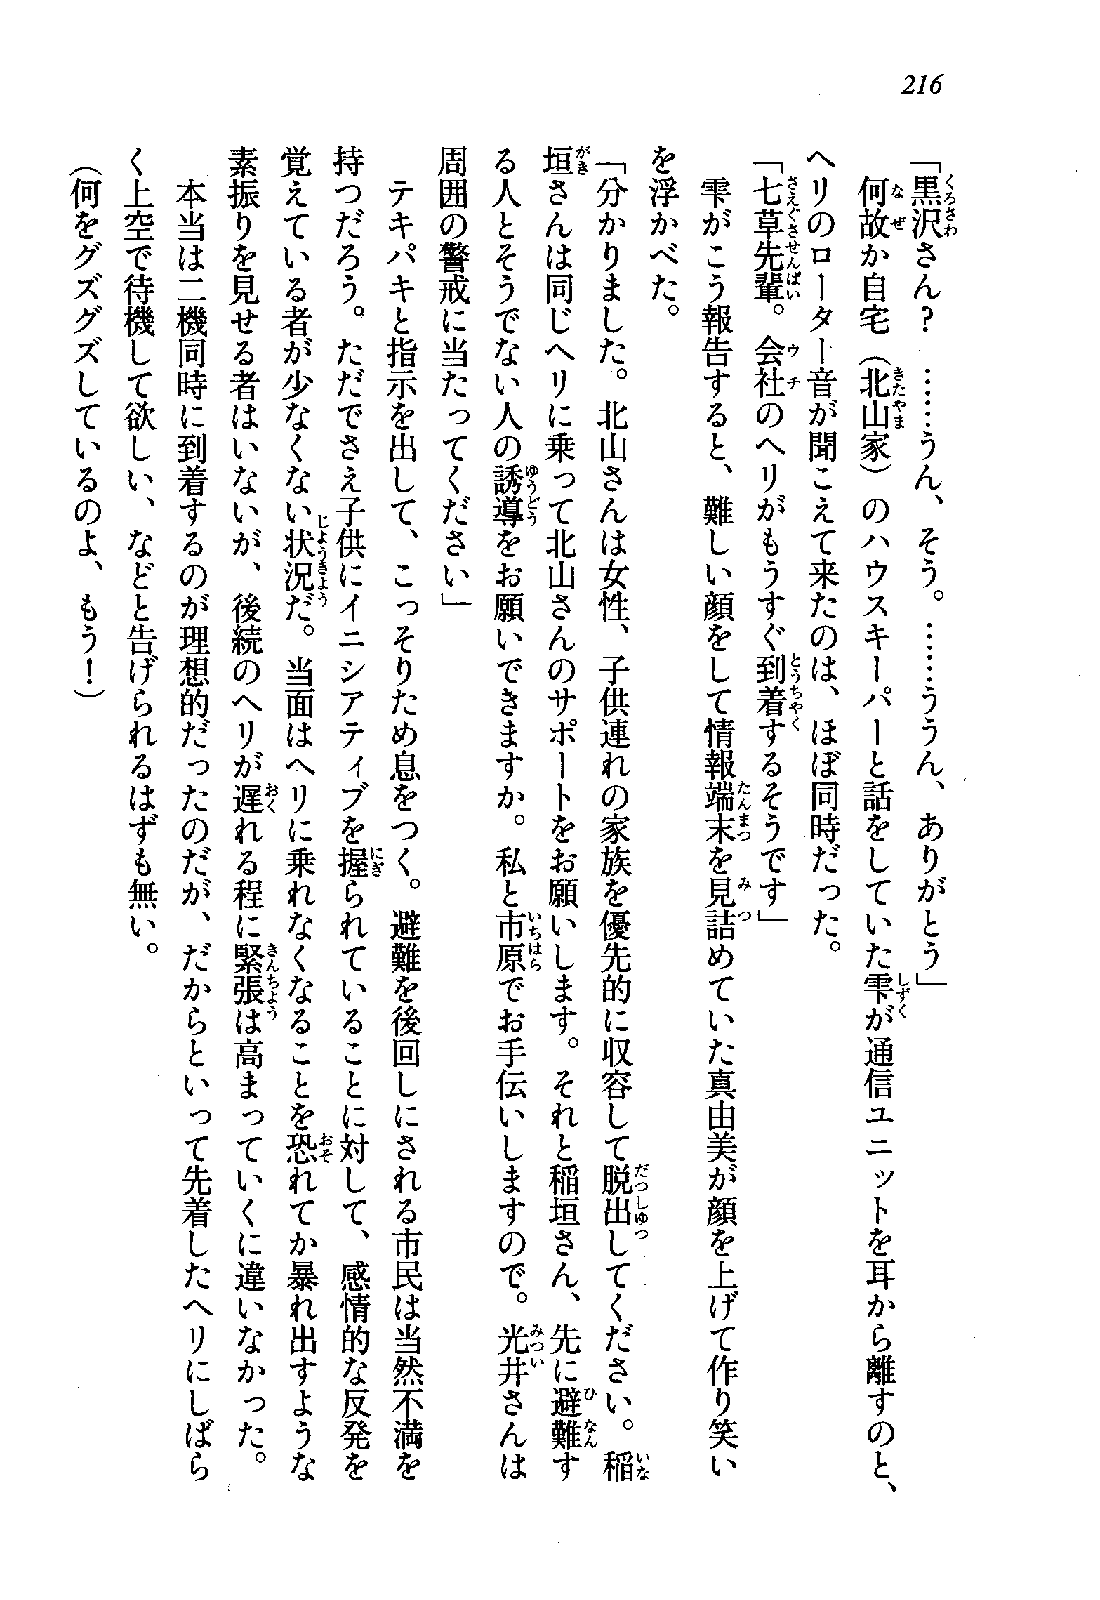 216
「黒沢さん？　……うん、そう。……ううん、ありがとう」
　何故か自宅（北山家）のハウスキーパーと話をしていた雫が通信ユニットを耳から離すのと、
ヘリのローター音が聞こえて来たのは、ほぼ同時だった。
「七草先輩。会社のヘリがもうすぐ到着するそうです」
　雫がこう報告すると、難しい顔をして情報端末を見詰めていた真由美が顔を上げて作り笑い
を浮かべた。
「分かりました。北山さんは女性、子供連れの家族を優先的に収容して脱出してください。稲
垣さんは同じヘリに乗って北山さんのサポートをお願いします。それと稲垣さん、先に避難す
る人とそうでない人の誘導をお願いできますか。私と市原でお手伝いしますので。光井さんは
周囲の警戒に当たってください」
　テキパキと指示を出して、こっそりため息をつく。避難を後回しにされる市民は当然不満を
持つだろう。ただでさえ子供にイニシアティブを握られていることに対して、感情的な反発を
覚えている者が少なくない状況だ。当面はヘリに乗れなくなることを恐れてか暴れ出すような
素振りを見せる者はいないが、後続のヘリが遅れる程に緊張は高まっていくに違いなかった。
　本当は二機同時に到着するのが理想的だったのだが、だからといって先着したヘリにしばら
く上空で待機して欲しい、などと告げられるはずも無い。
（何をグズグズしているのよ、もう！）